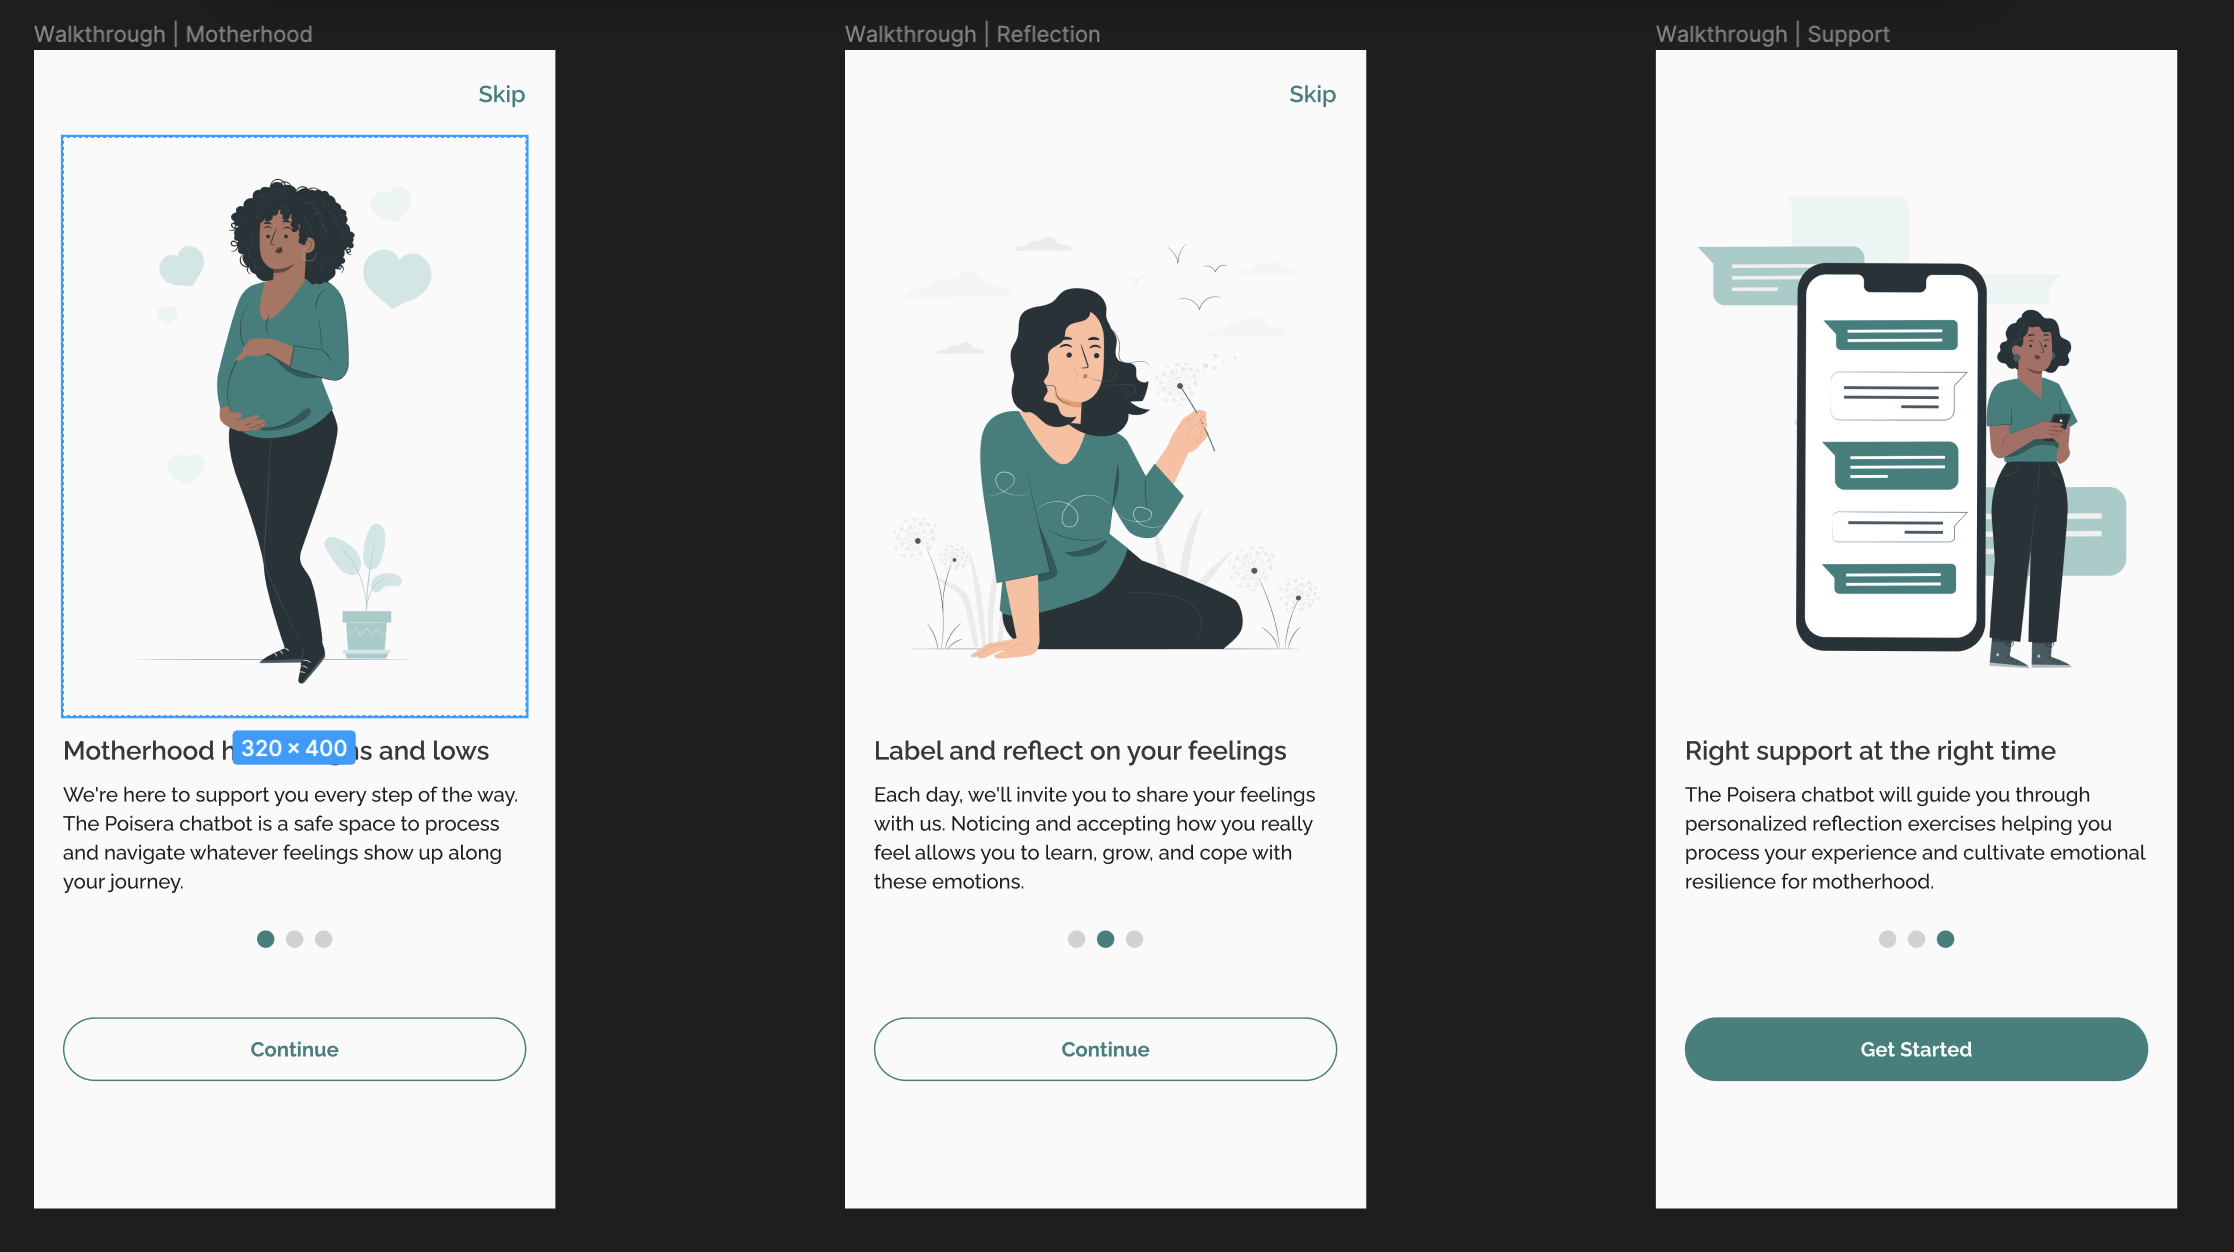 Walkthrough | Motherhood
Skip
320 × 400
Motherhood h s and lows
We're here to support you every step of the way.
The Poisera chatbot is a safe space to process
and navigate whatever feelings show up along
your journey.
Continue
Walkthrough | Reflection
Skip
Label and reflect on your feelings
Each day, we'll invite you to share your feelings
with us. Noticing and accepting how you really
feel allows you to learn, grow, and cope with
these emotions.
Continue
Walkthrough | Support
Right support at the right time
The Poisera chatbot will guide you through
personalized reflection exercises helping you
process your experience and cultivate emotional
resilience for motherhood.
Get Started